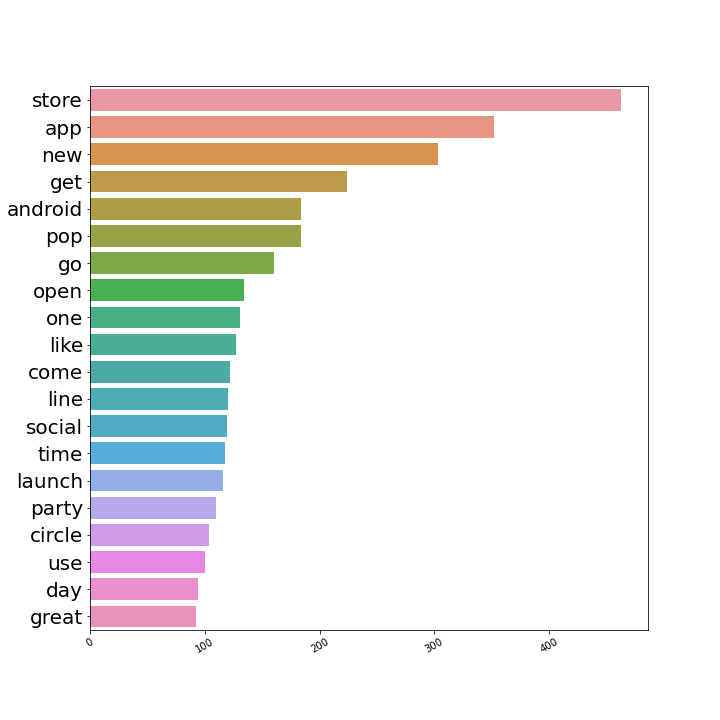 store
app
new
get
android
pop
go
open
one
like
come
line
social
time
launch
party
circle
use
day
great
0 100 200 300 400